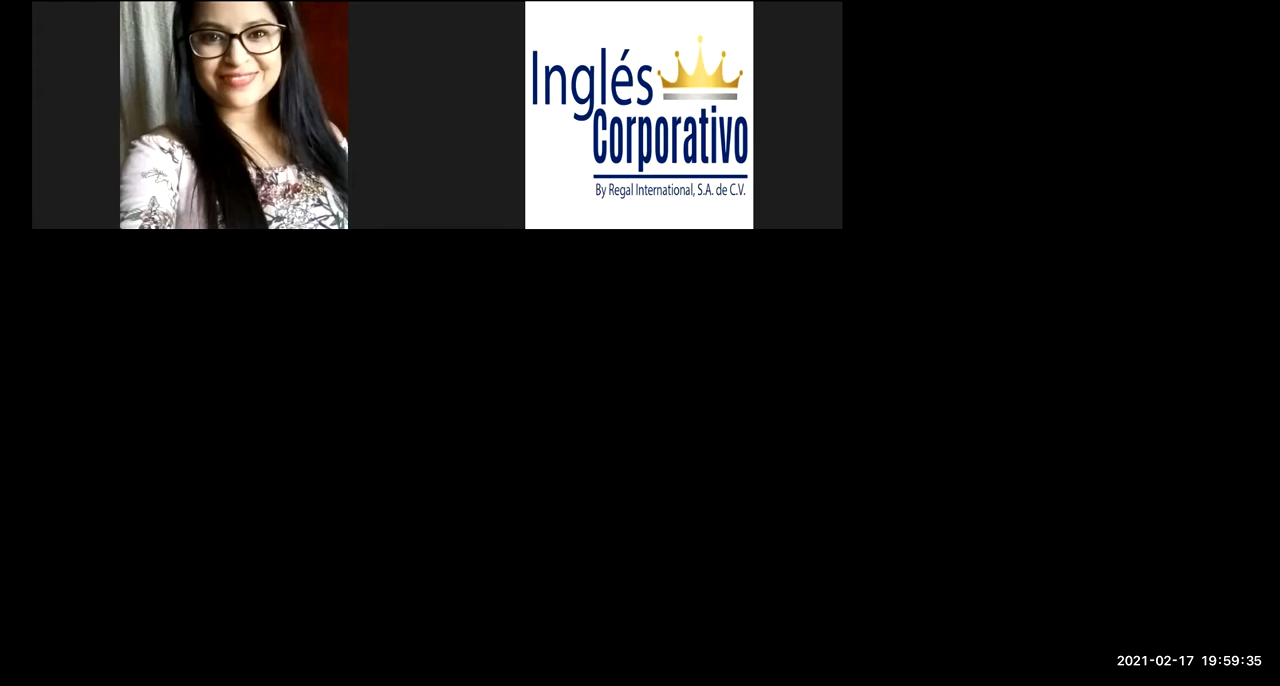 Inglés
Corporativo
By Regal International, S.A. de C.V.
2021-02-17 19:59:35